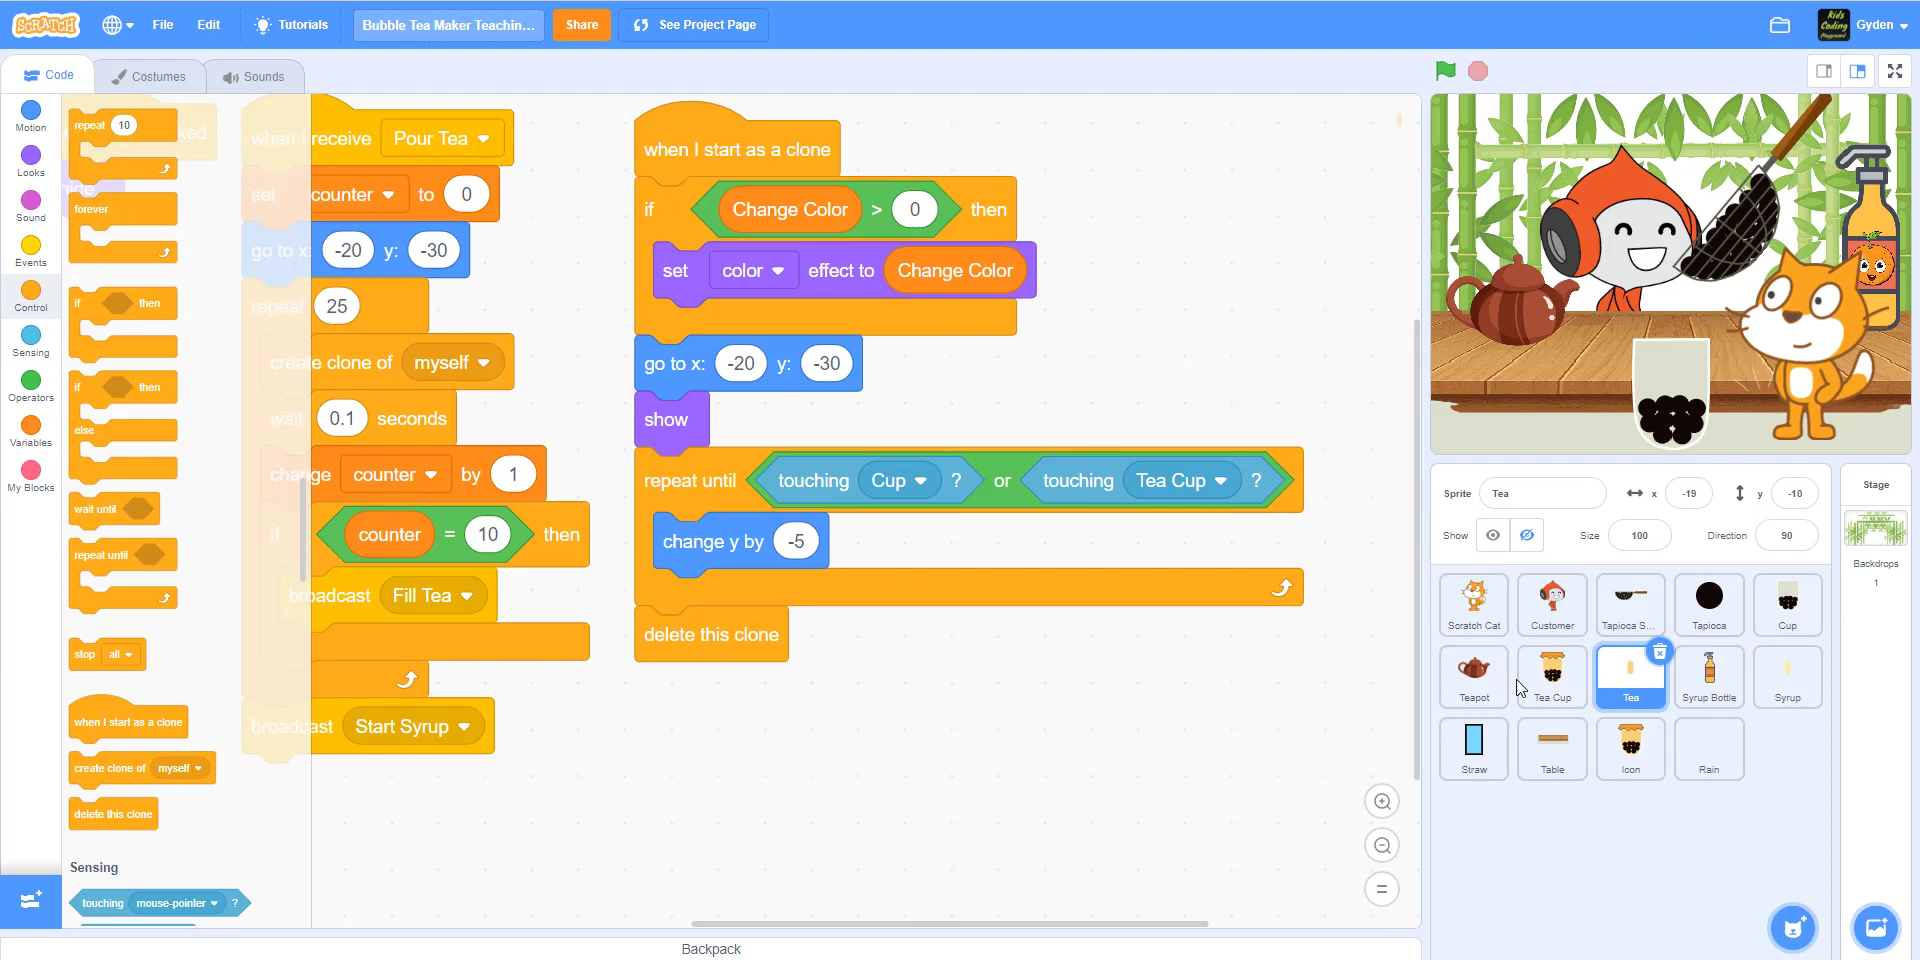 SCRATCH
File
Edit
Tutorials
Bubble Tea Maker Teachin...
Share
See Project Page
Kids
Coding
Playground
Gyden
Code
Costumes
Sounds
Motion
Looks
Sound
Events
Control
Sensing
Operators
Variables
My Blocks
repeat 10
forever
if then
if then
else
wait until
repeat until
stop all
when I start as a clone
create clone of myself
delete this clone
Sensing
touching mouse-pointer ?
hide
when I receive Pour Tea
set counter to 0
go to x: -20 y: -30
repeat 25
create clone of myself
wait 0.1 seconds
change counter by 1
if counter = 10 then
broadcast Fill Tea
broadcast Start Syrup
when I start as a clone
if Change Color > 0 then
set color effect to Change Color
go to x: -20 y: -30
show
repeat until touching Cup ? or touching Tea Cup ?
change y by -5
delete this clone
Backpack
Sprite Tea x -19 y -10
Show Size 100 Direction 90
Scratch Cat
Customer
Tapioca S...
Tapioca
Cup
Teapot
Tea Cup
Tea
Syrup Bottle
Syrup
Straw
Table
Icon
Rain
Stage
Backdrops
1